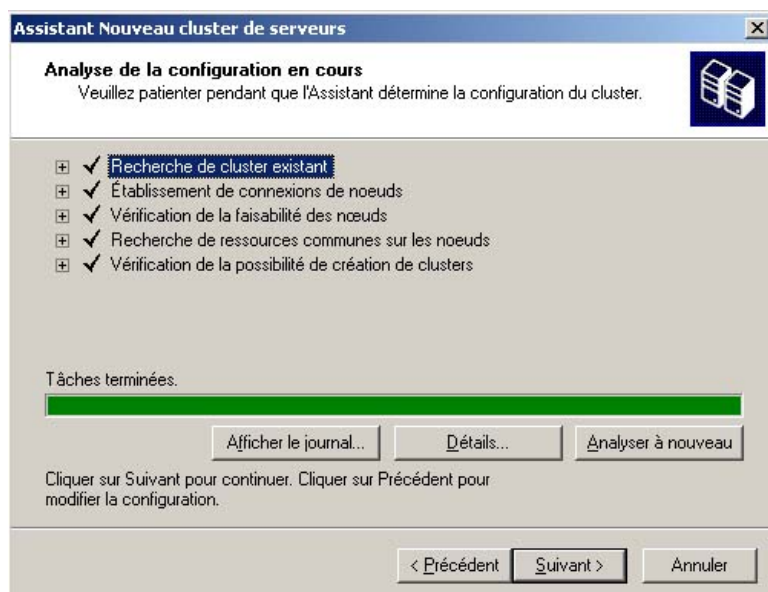 Assistant Nouveau cluster de serveurs
Analyse de la configuration en cours
Veuillez patienter pendant que l'Assistant détermine la configuration du cluster.
Recherche de cluster existant
Établissement de connexions de noeuds
Vérification de la faisabilité des nœuds
Recherche de ressources communes sur les noeuds
Vérification de la possibilité de création de clusters
Tâches terminées.
Afficher le journal... Détails... Analyser à nouveau
Cliquer sur Suivant pour continuer. Cliquer sur Précédent pour
modifier la configuration.
< Précédent Suivant > Annuler